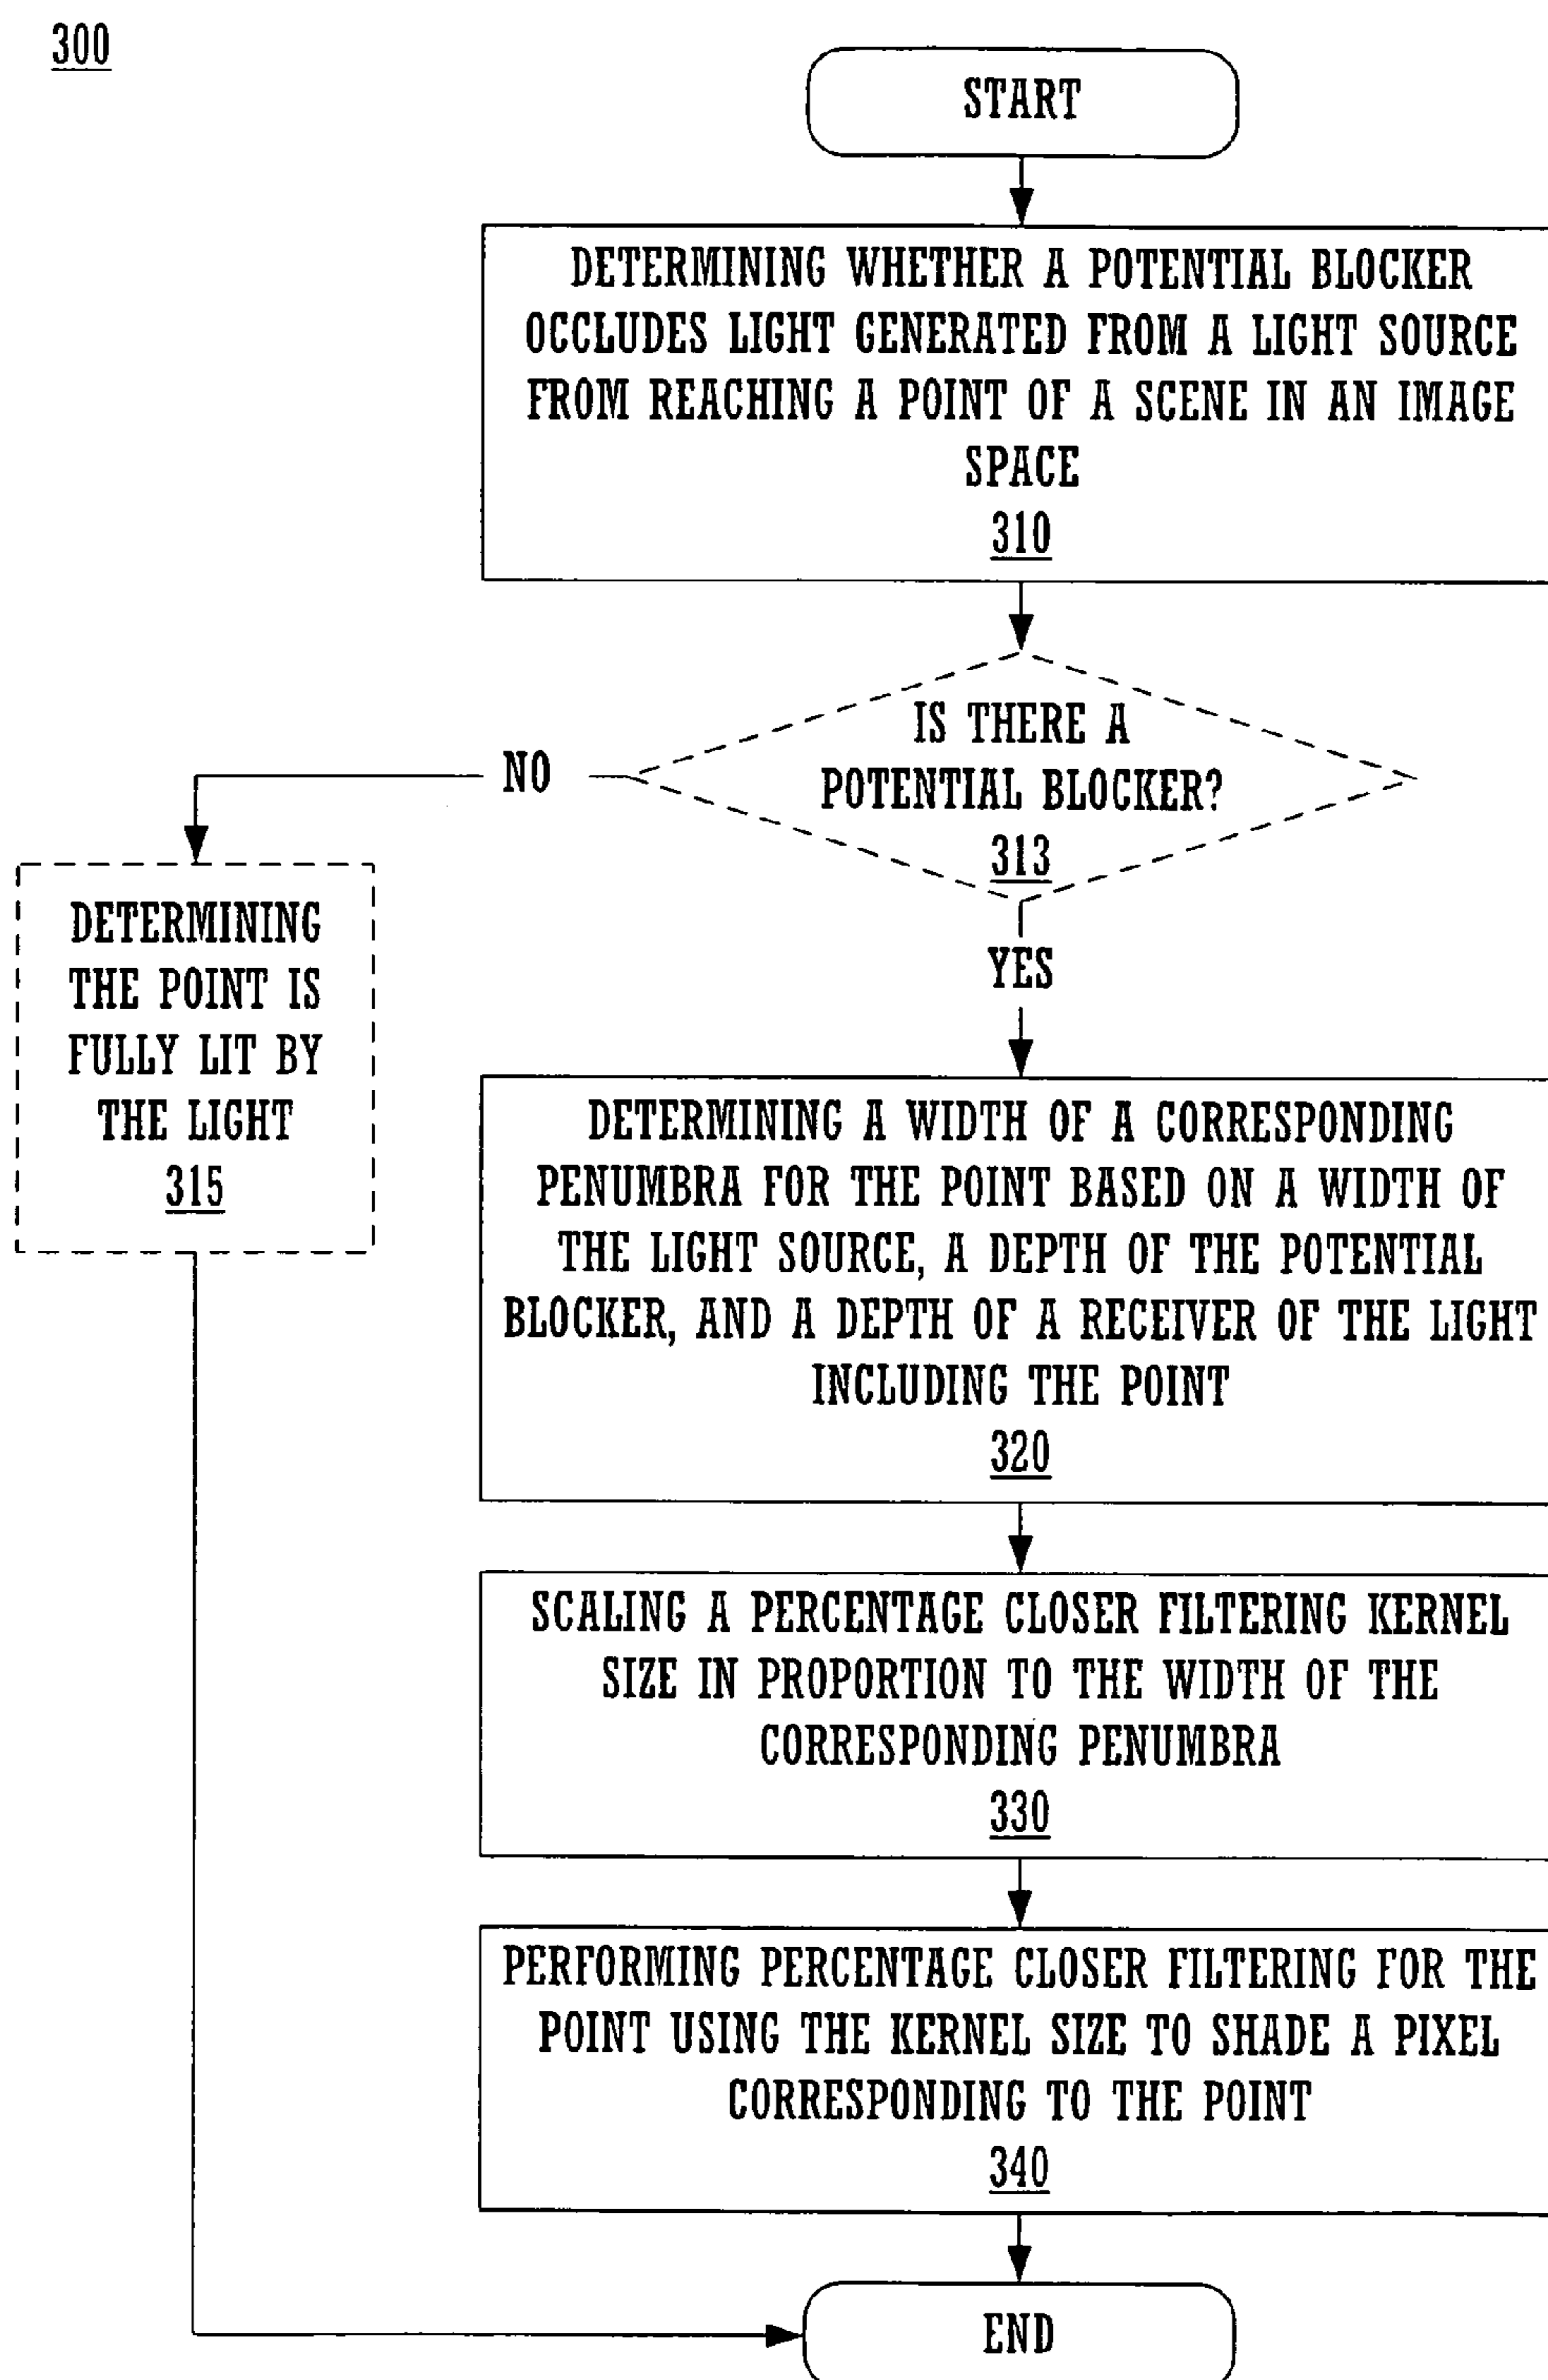 300
START
DETERMINING WHETHER A POTENTIAL BLOCKER
OCCLUDES LIGHT GENERATED FROM A LIGHT SOURCE
FROM REACHING A POINT OF A SCENE IN AN IMAGE
SPACE
310
IS THERE A
POTENTIAL BLOCKER?
313
NO
YES
DETERMINING
THE POINT IS
FULLY LIT BY
THE LIGHT
315
DETERMINING A WIDTH OF A CORRESPONDING
PENUMBRA FOR THE POINT BASED ON A WIDTH OF
THE LIGHT SOURCE, A DEPTH OF THE POTENTIAL
BLOCKER, AND A DEPTH OF A RECEIVER OF THE LIGHT
INCLUDING THE POINT
320
SCALING A PERCENTAGE CLOSER FILTERING KERNEL
SIZE IN PROPORTION TO THE WIDTH OF THE
CORRESPONDING PENUMBRA
330
PERFORMING PERCENTAGE CLOSER FILTERING FOR THE
POINT USING THE KERNEL SIZE TO SHADE A PIXEL
CORRESPONDING TO THE POINT
340
END